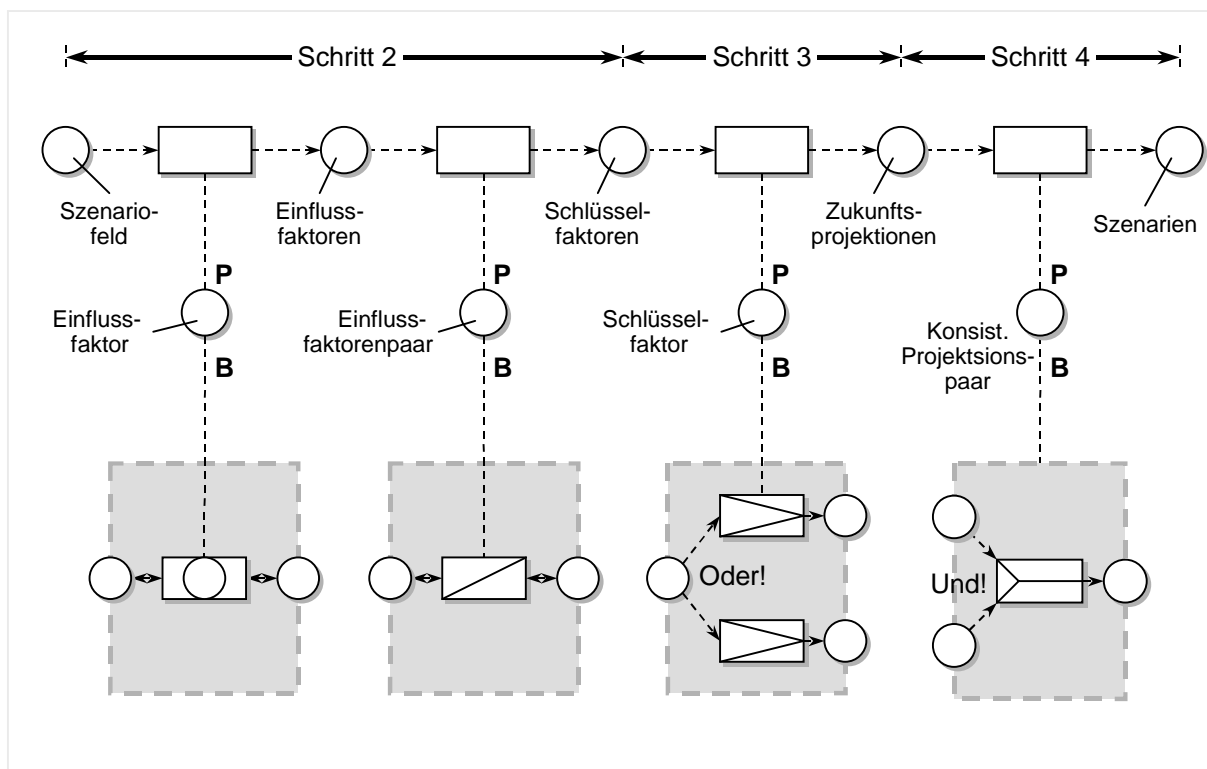 Schritt 2
Schritt 3
Schritt 4
Szenario-
feld
Einfluss-
faktoren
Schlüssel-
faktoren
Zukunfts-
projektionen
Szenarien
P
Einfluss-
faktor
B
P
Einfluss-
faktorenpaar
B
P
Schlüssel-
faktor
B
P
Konsist.
Projektsions-
paar
B
Oder!
Und!